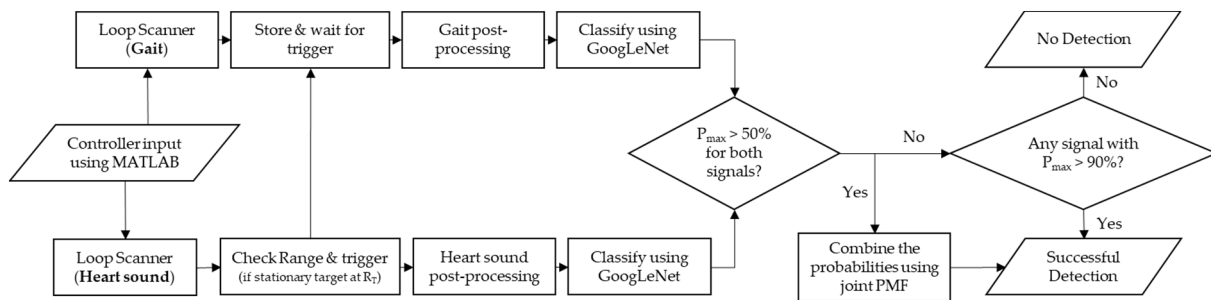 Loop Scanner
(Gait)
Store & wait for
trigger
Gait post-
processing
Classify using
GoogLeNet
No Detection
No
Controller input
using MATLAB
Pmax > 50%
for both
signals?
No
Any signal with
Pmax > 90%?
Yes
Yes
Loop Scanner
(Heart sound)
Check Range & trigger
(if stationary target at RT)
Heart sound
post-processing
Classify using
GoogLeNet
Combine the
probabilities using
joint PMF
Successful
Detection